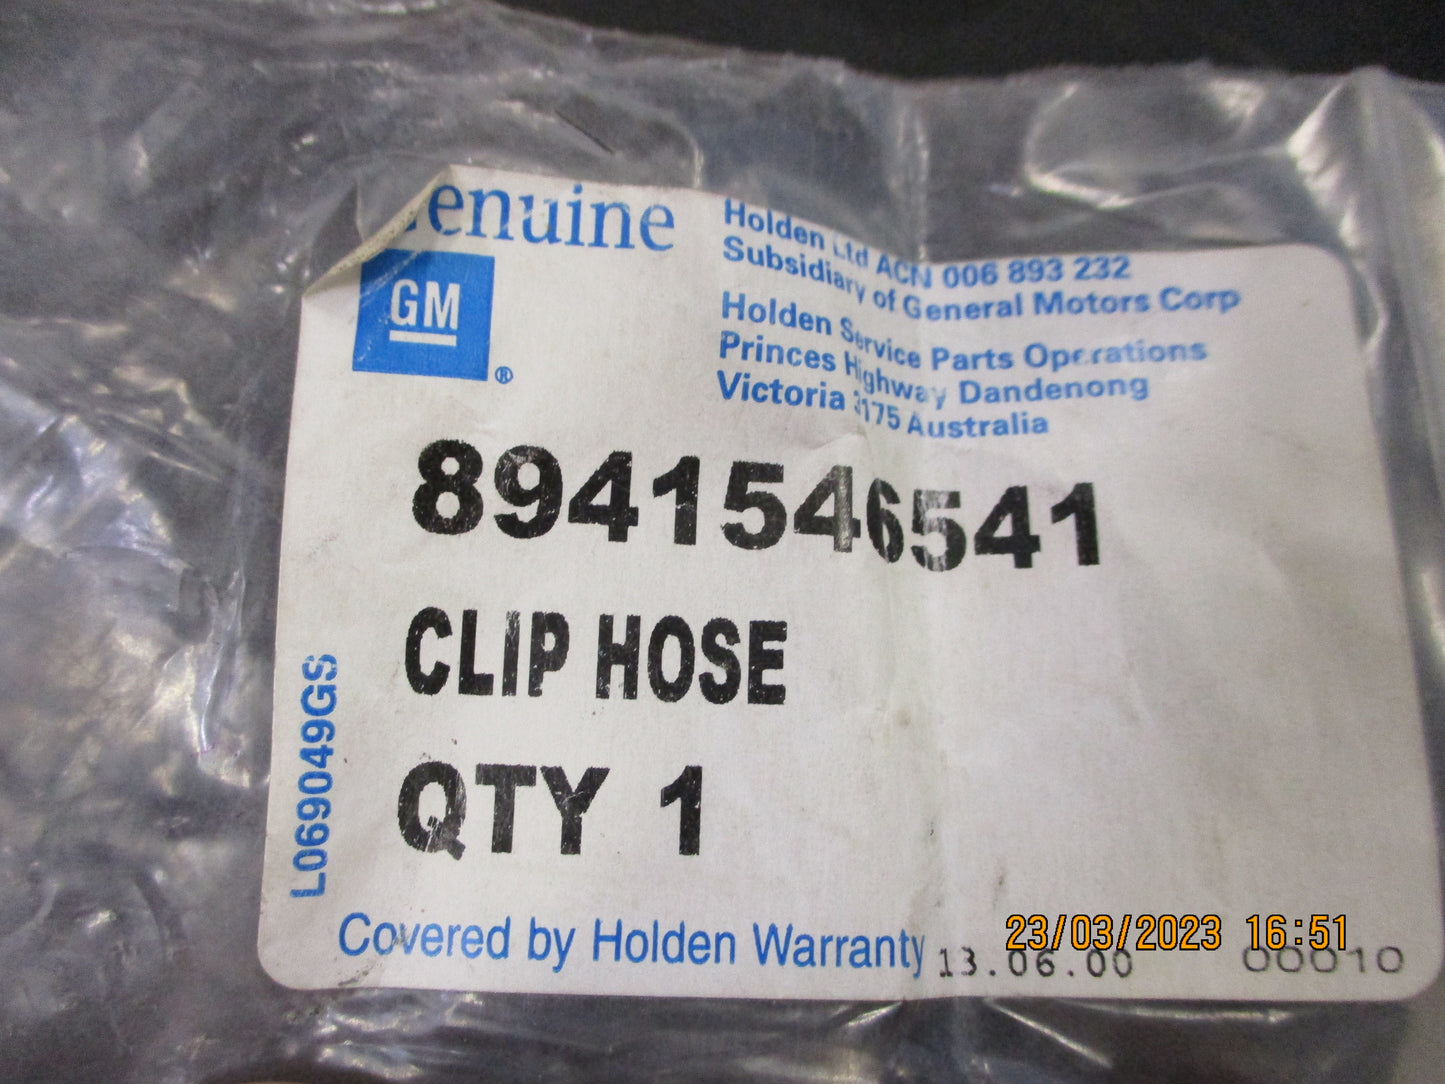 Genuine
GM
®
Holden Ltd ACN 006 893 232
Subsidiary of General Motors Corp
Holden Service Parts Operations
Princes Highway Dandenong
Victoria 3175 Australia
8941546541
CLIP HOSE
QTY 1
L069049GS
Covered by Holden Warranty
13.06.00
00010
23/03/2023 16:51